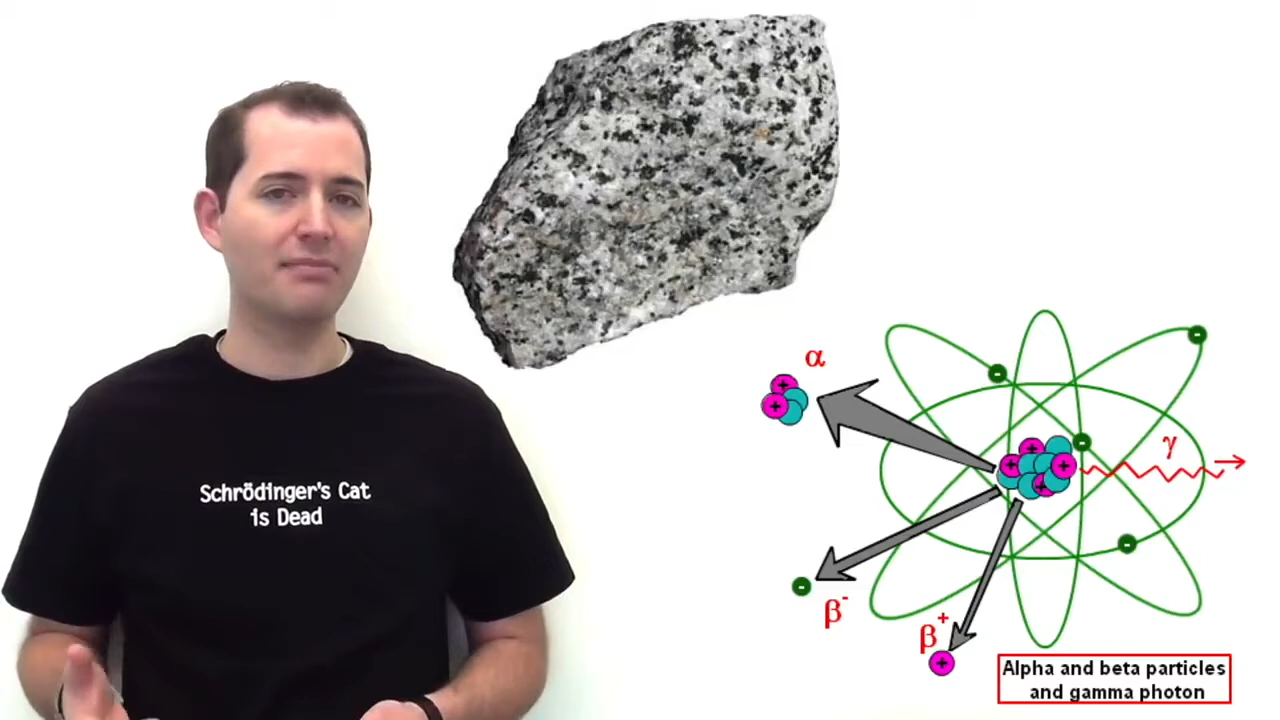 Schrödinger's Cat
is Dead
α
γ
β-
β+
Alpha and beta particles
and gamma photon